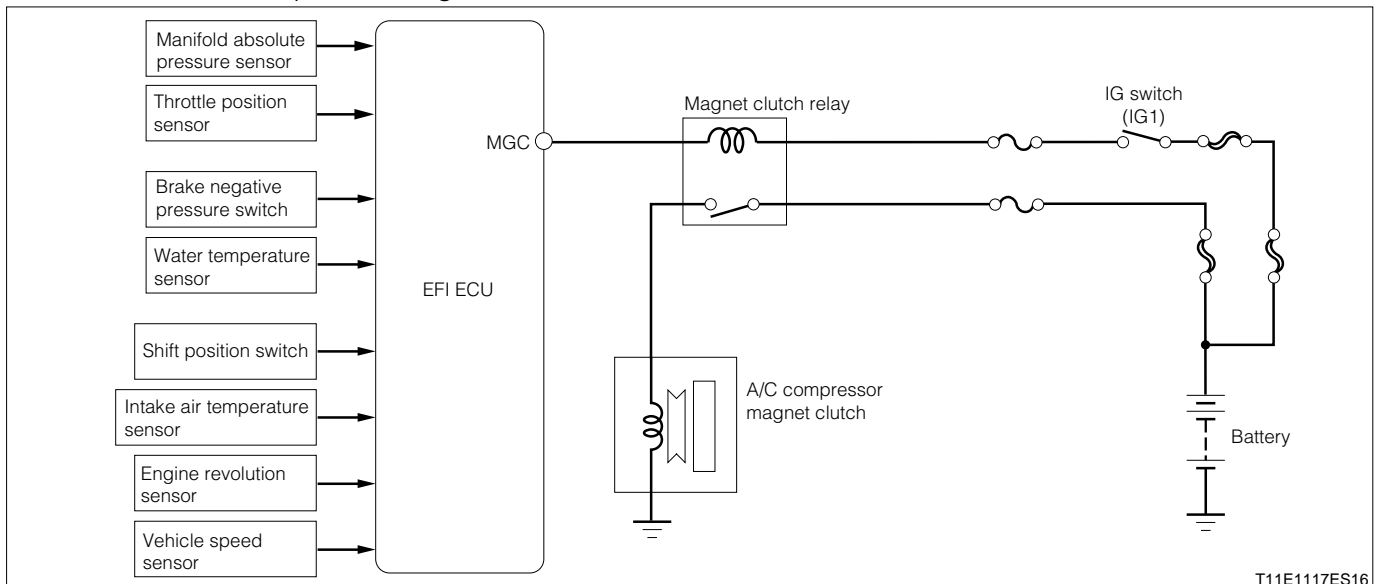 Manifold absolute
pressure sensor
Throttle position
sensor
Brake negative
pressure switch
Water temperature
sensor
Shift position switch
Intake air temperature
sensor
Engine revolution
sensor
Vehicle speed
sensor
EFI ECU
MGC
Magnet clutch relay
IG switch
(IG1)
A/C compressor
magnet clutch
Battery
T11E1117ES16